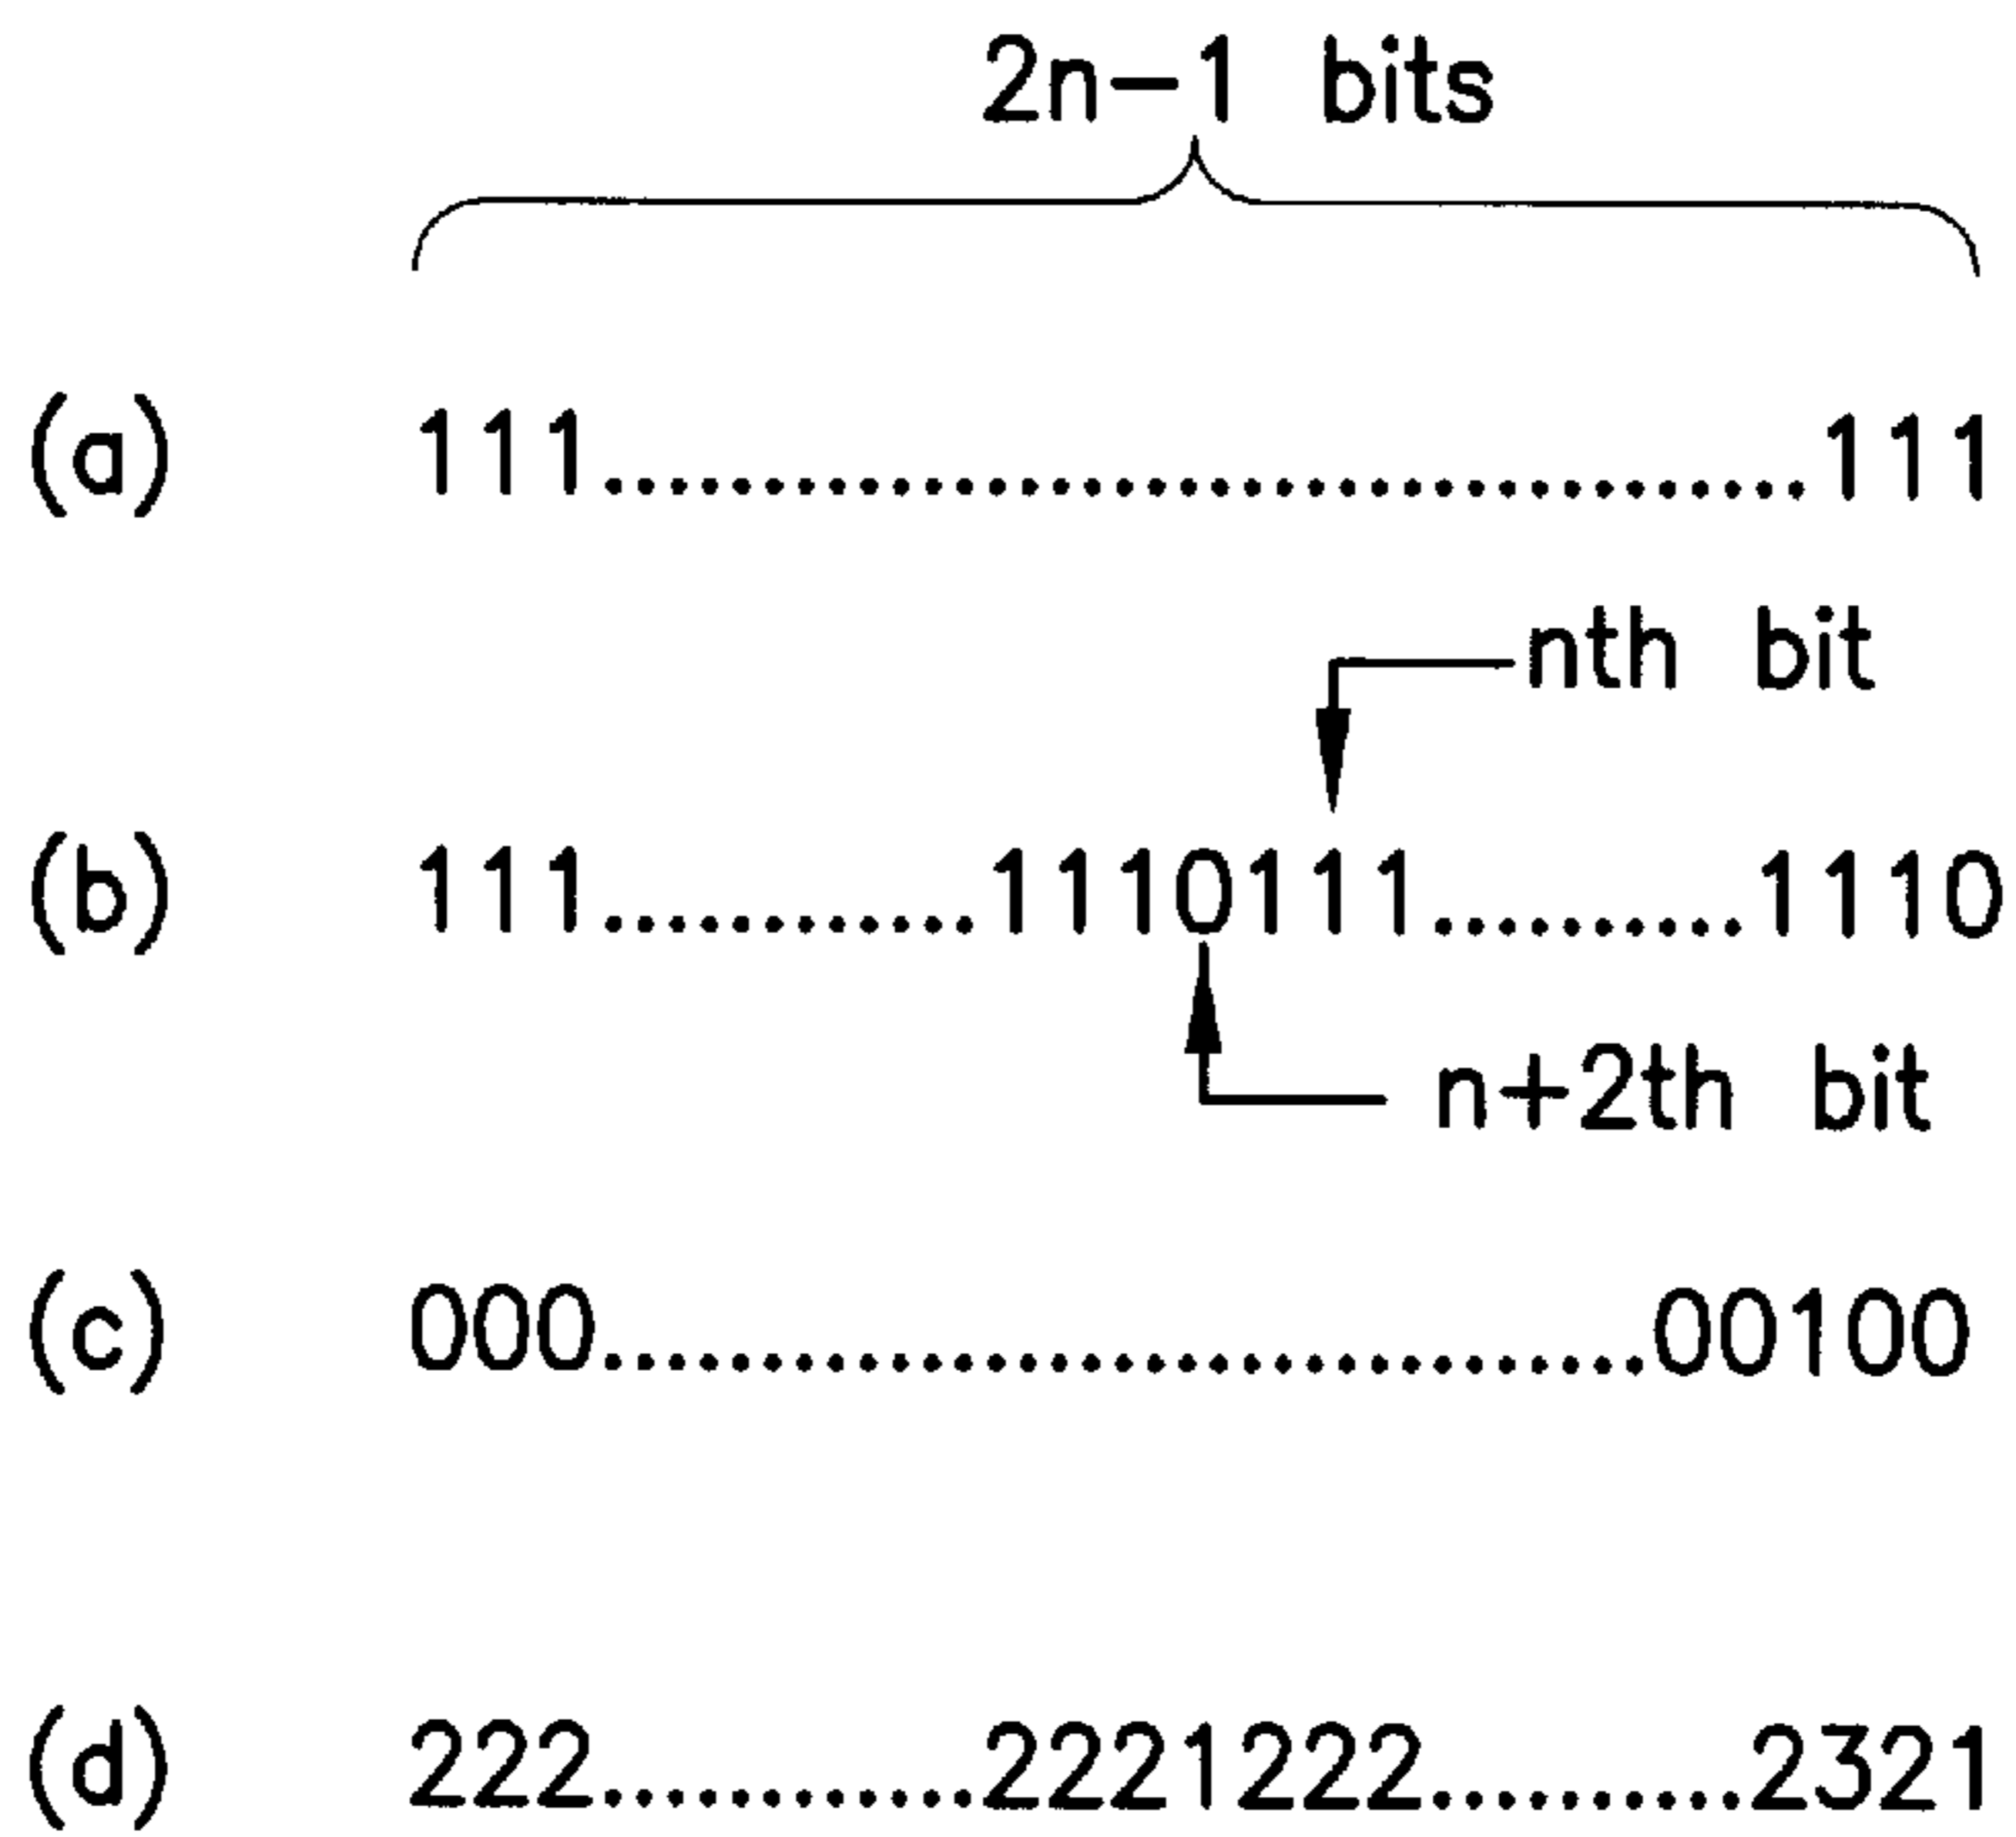 2n-1 bits
(a) 111......................................111
nth bit
(b) 111............1110111..........1110
n+2th bit
(c) 000.................................00100
(d) 222............2221222..........2321